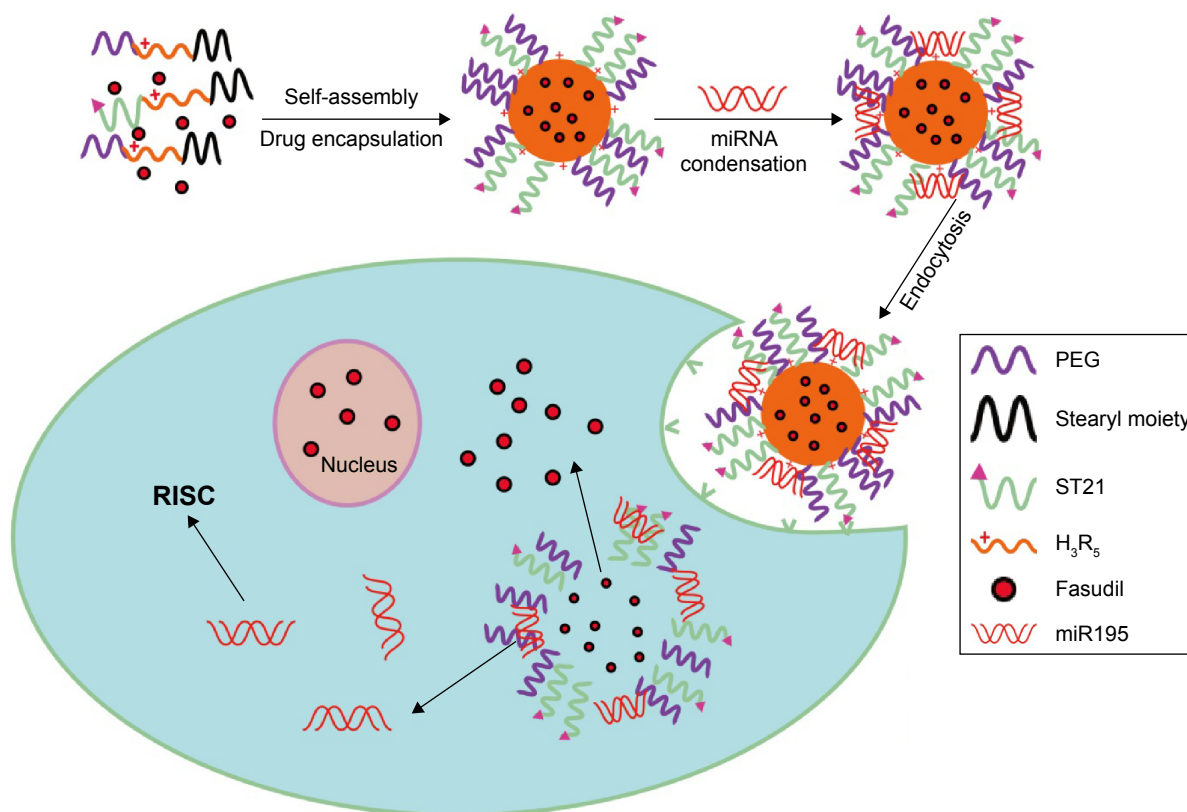 Self-assembly
Drug encapsulation
miRNA
condensation
Endocytosis
Nucleus
RISC
PEG
Stearyl moiety
ST21
H₃R₅
Fasudil
miR195